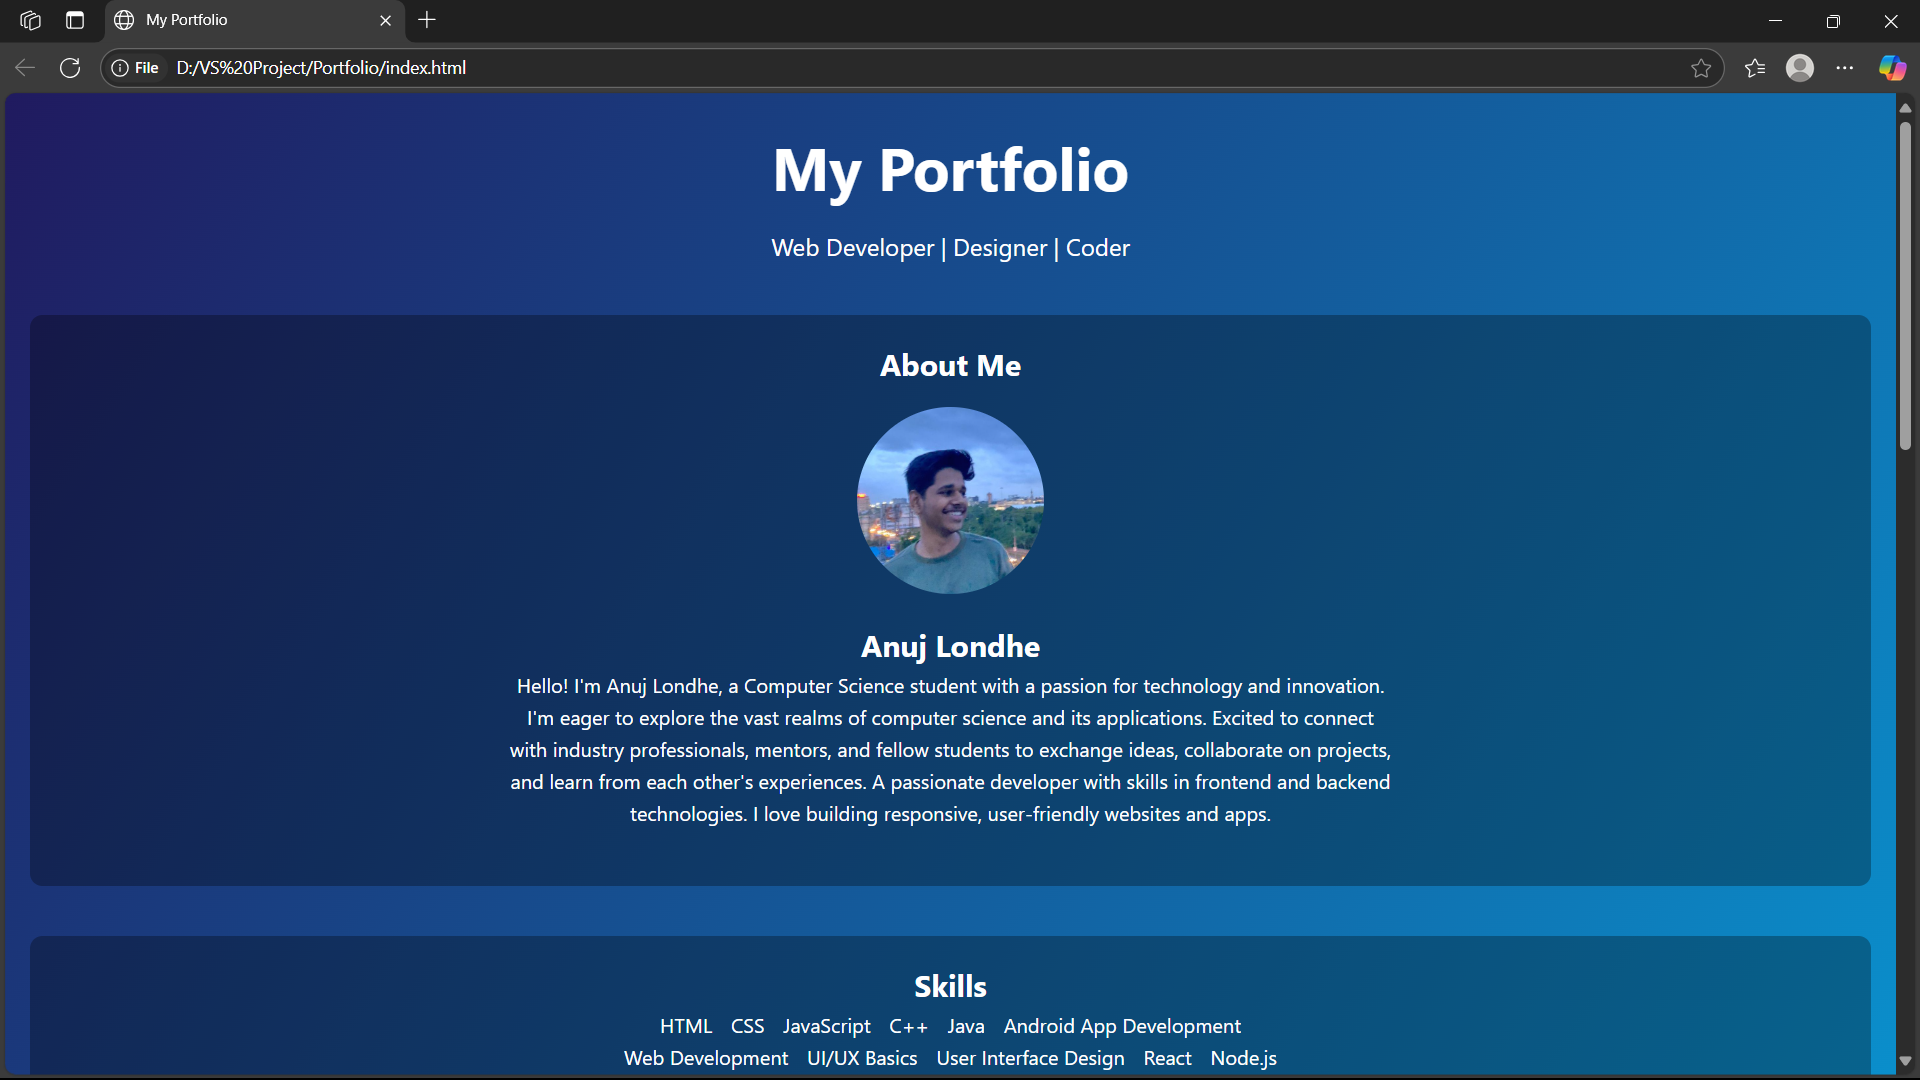 My Portfolio
File D:/VS%20Project/Portfolio/index.html
My Portfolio
Web Developer | Designer | Coder
About Me
Anuj Londhe
Hello! I'm Anuj Londhe, a Computer Science student with a passion for technology and innovation.
I'm eager to explore the vast realms of computer science and its applications. Excited to connect
with industry professionals, mentors, and fellow students to exchange ideas, collaborate on projects,
and learn from each other's experiences. A passionate developer with skills in frontend and backend
technologies. I love building responsive, user-friendly websites and apps.
Skills
HTML CSS JavaScript C++ Java Android App Development
Web Development UI/UX Basics User Interface Design React Node.js